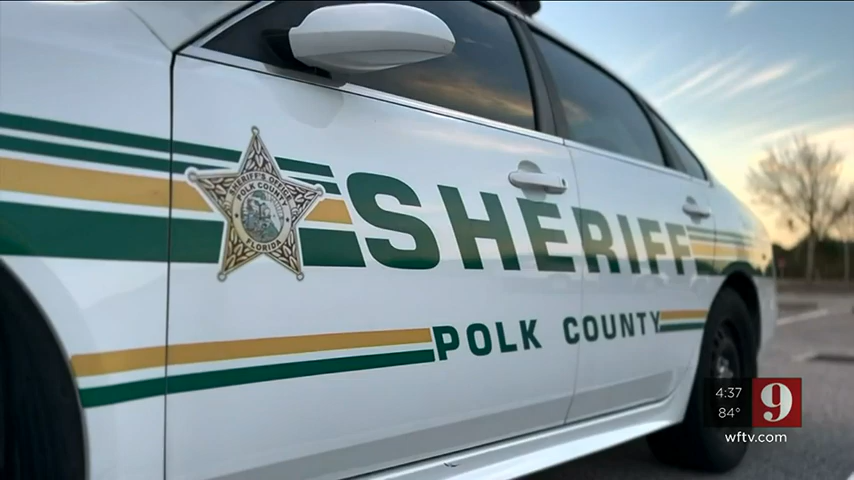 SHERIFF'S OFFICE
POLK COUNTY
FLORIDA
SHERIFF
POLK COUNTY
4:37
84°
9
wftv.com